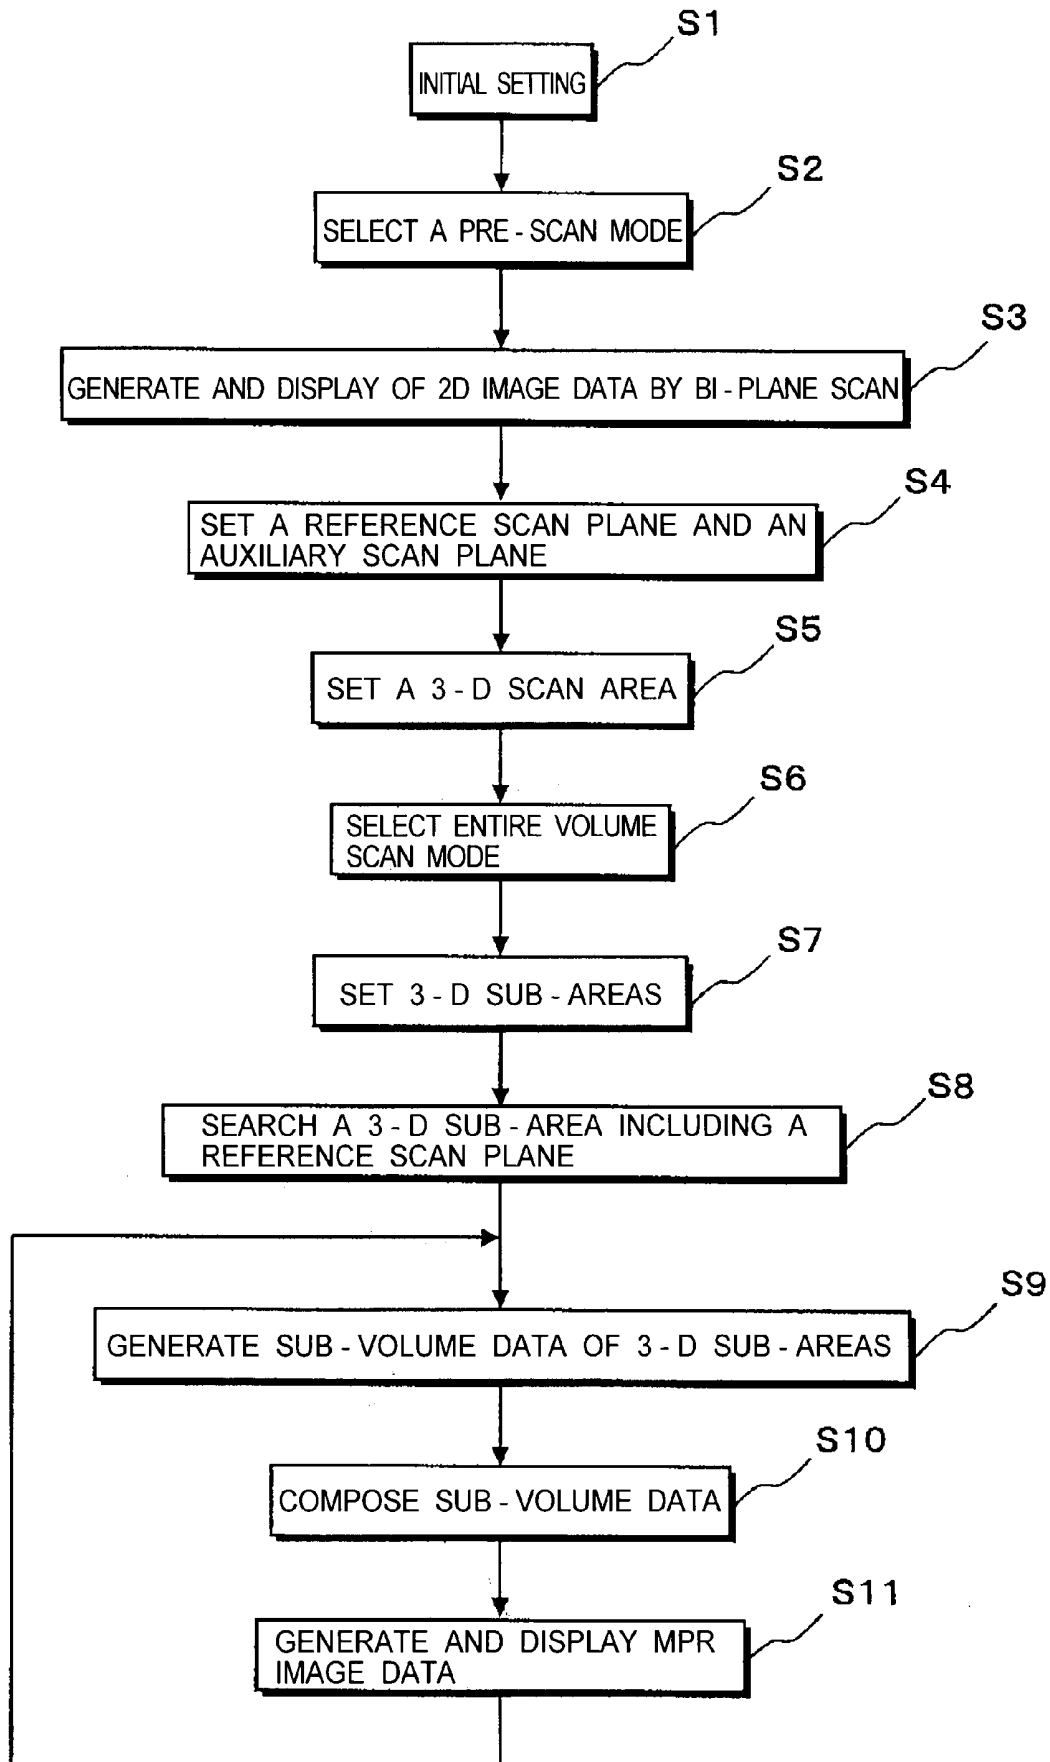 S1
INITIAL SETTING
S2
SELECT A PRE-SCAN MODE
S3
GENERATE AND DISPLAY OF 2D IMAGE DATA BY BI-PLANE SCAN
S4
SET A REFERENCE SCAN PLANE AND AN
AUXILIARY SCAN PLANE
S5
SET A 3-D SCAN AREA
S6
SELECT ENTIRE VOLUME
SCAN MODE
S7
SET 3-D SUB-AREAS
S8
SEARCH A 3-D SUB-AREA INCLUDING A
REFERENCE SCAN PLANE
S9
GENERATE SUB-VOLUME DATA OF 3-D SUB-AREAS
S10
COMPOSE SUB-VOLUME DATA
S11
GENERATE AND DISPLAY MPR
IMAGE DATA